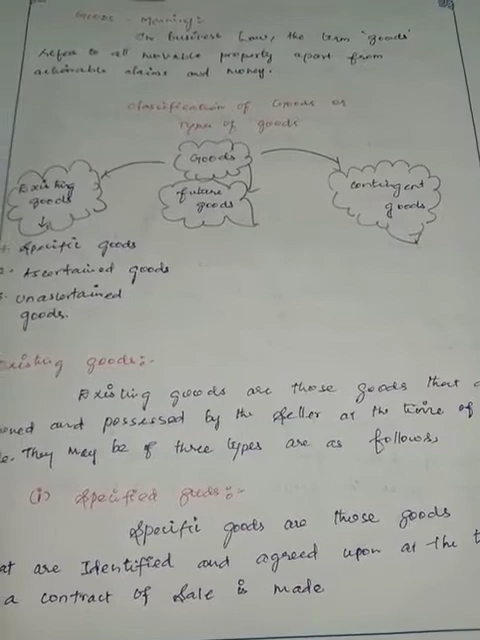 Goods - Meaning:-
In business Law, the term 'goods'
refers to all movable property apart from
actionable claims and money.
classification of Goods or
types of goods
Goods
Existing
goods
future
goods
contingent
goods
1. Specific goods
2. Ascertained goods
3. unascertained
goods.
Existing goods:-
Existing goods are those goods that
owned and possessed by the Seller at the time of
They may be of three types are as follows,
(i) Specified guds:-
Specific goods are those goods
that are Identified and agreed upon at the
a contract of Sale is made